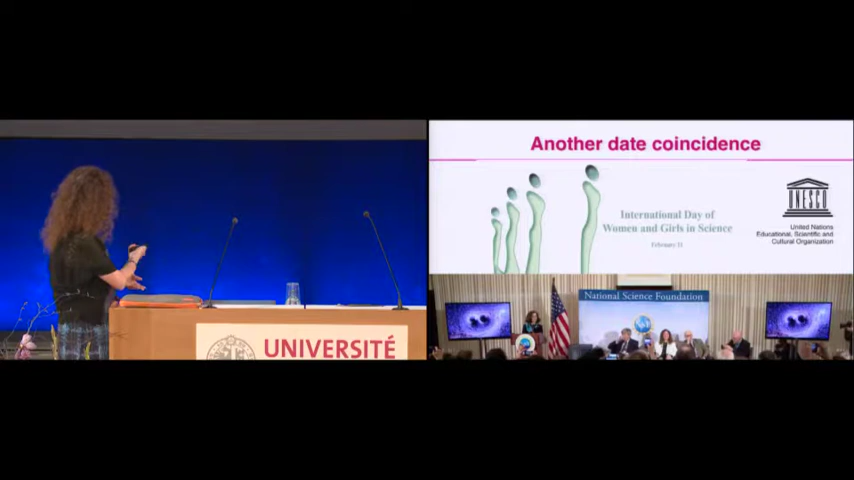 Another date coincidence
International Day of
Women and Girls in Science
February 11
UNESCO
United Nations
Educational, Scientific and
Cultural Organization
National Science Foundation
UNIVERSITÉ